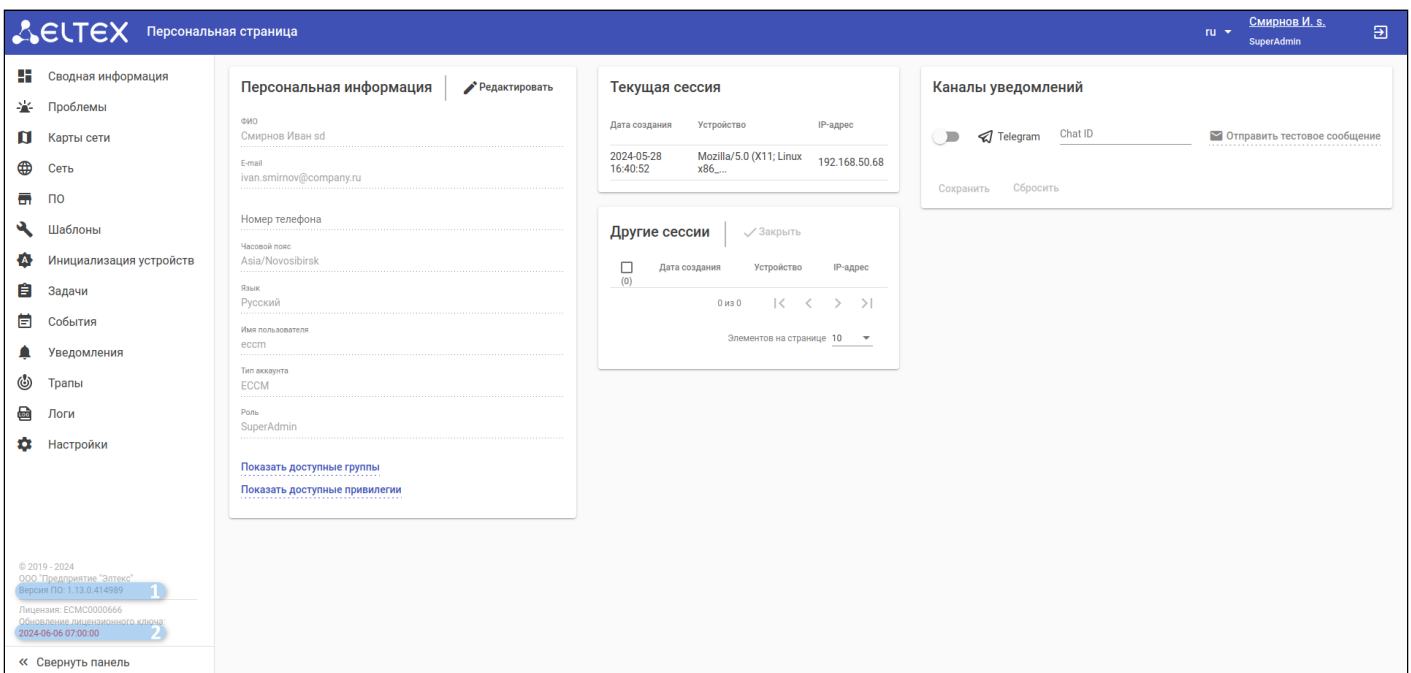 ELTEX Персональная страница
ru
Смирнов И. s.
SuperAdmin
Сводная информация
Проблемы
Карты сети
Сеть
ПО
Шаблоны
Инициализация устройств
Задачи
События
Уведомления
Трапы
Логи
Настройки
© 2019 - 2024
ООО "Предприятие "Элтекс"
Версия ПО: 1.13.0.414989 1
Лицензия: ECMC0000666
Обновление лицензионного ключа:
2024-06-06 07:00:00 2
Свернуть панель
Персональная информация Редактировать
ФИО
Смирнов Иван sd
E-mail
ivan.smirnov@company.ru
Номер телефона
Часовой пояс
Asia/Novosibirsk
Язык
Русский
Имя пользователя
eccm
Тип аккаунта
ECCM
Роль
SuperAdmin
Показать доступные группы
Показать доступные привилегии
Текущая сессия
Дата создания Устройство IP-адрес
2024-05-28 Mozilla/5.0 (X11; Linux 192.168.50.68
16:40:52 x86_...
Другие сессии Закрыть
Дата создания Устройство IP-адрес
(0)
0 из 0
Элементов на странице 10
Каналы уведомлений
Telegram Chat ID Отправить тестовое сообщение
Сохранить Сбросить